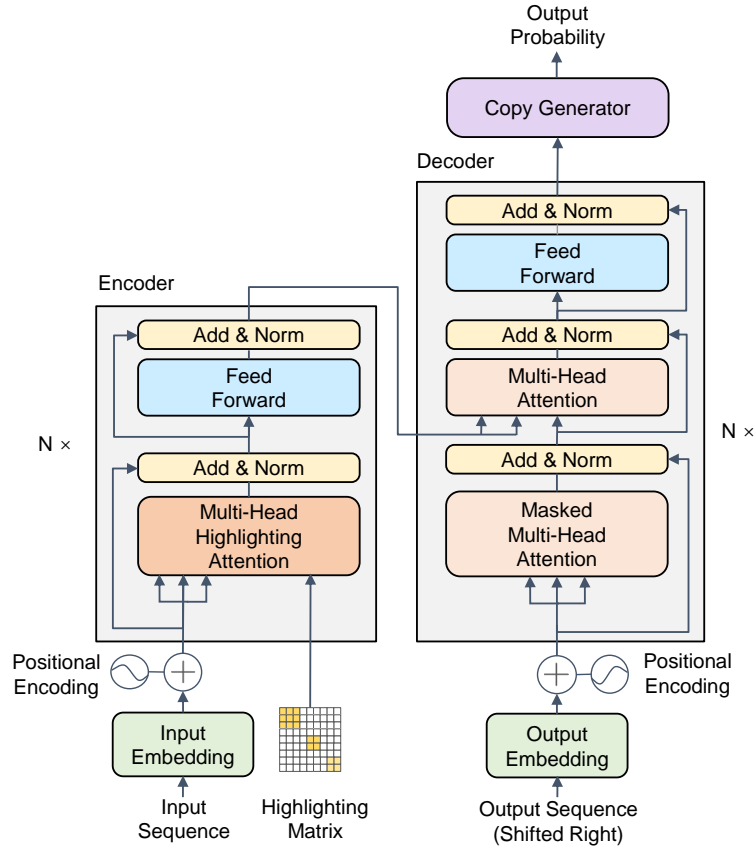 Output
Probability
Copy Generator
Decoder
Add & Norm
Feed
Forward
Add & Norm
Multi-Head
Attention
Add & Norm
Masked
Multi-Head
Attention
N ×
Positional
Encoding
Output
Embedding
Output Sequence
(Shifted Right)
Encoder
Add & Norm
Feed
Forward
Add & Norm
Multi-Head
Highlighting
Attention
N ×
Positional
Encoding
Input
Embedding
Input
Sequence
Highlighting
Matrix